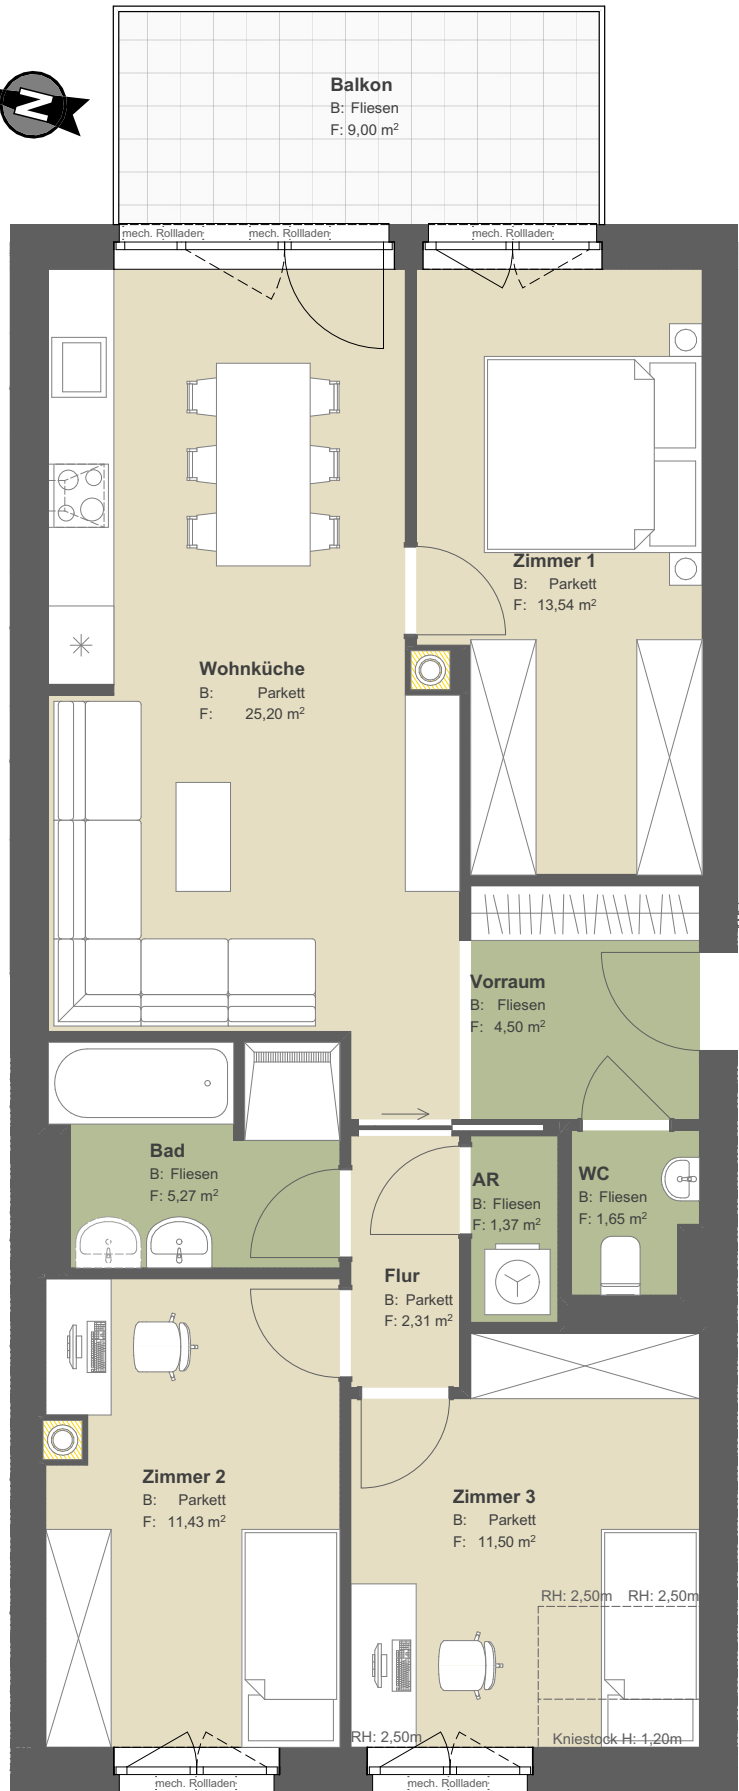 N
Balkon
B: Fliesen
F: 9,00 m²
mech. Rollladen
mech. Rollladen
mech. Rollladen
Zimmer 1
B: Parkett
F: 13,54 m²
Wohnküche
B: Parkett
F: 25,20 m²
Vorraum
B: Fliesen
F: 4,50 m²
Bad
B: Fliesen
F: 5,27 m²
AR
B: Fliesen
F: 1,37 m²
WC
B: Fliesen
F: 1,65 m²
Flur
B: Parkett
F: 2,31 m²
Zimmer 2
B: Parkett
F: 11,43 m²
Zimmer 3
B: Parkett
F: 11,50 m²
RH: 2,50m
RH: 2,50m
RH: 2,50m
Kniestock H: 1,20m
mech. Rollladen
mech. Rollladen